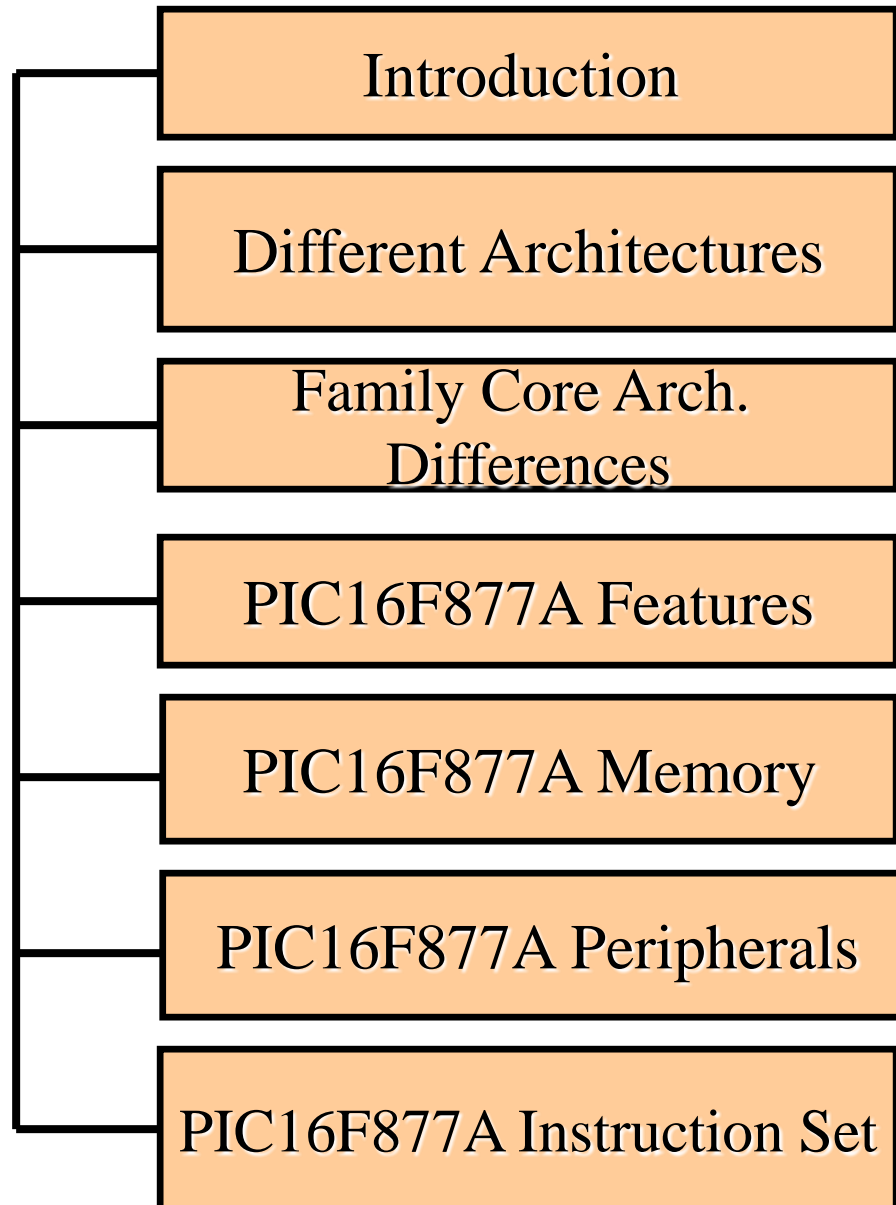 Introduction
Different Architectures
Family Core Arch.
Differences
PIC16F877A Features
PIC16F877A Memory
PIC16F877A Peripherals
PIC16F877A Instruction Set